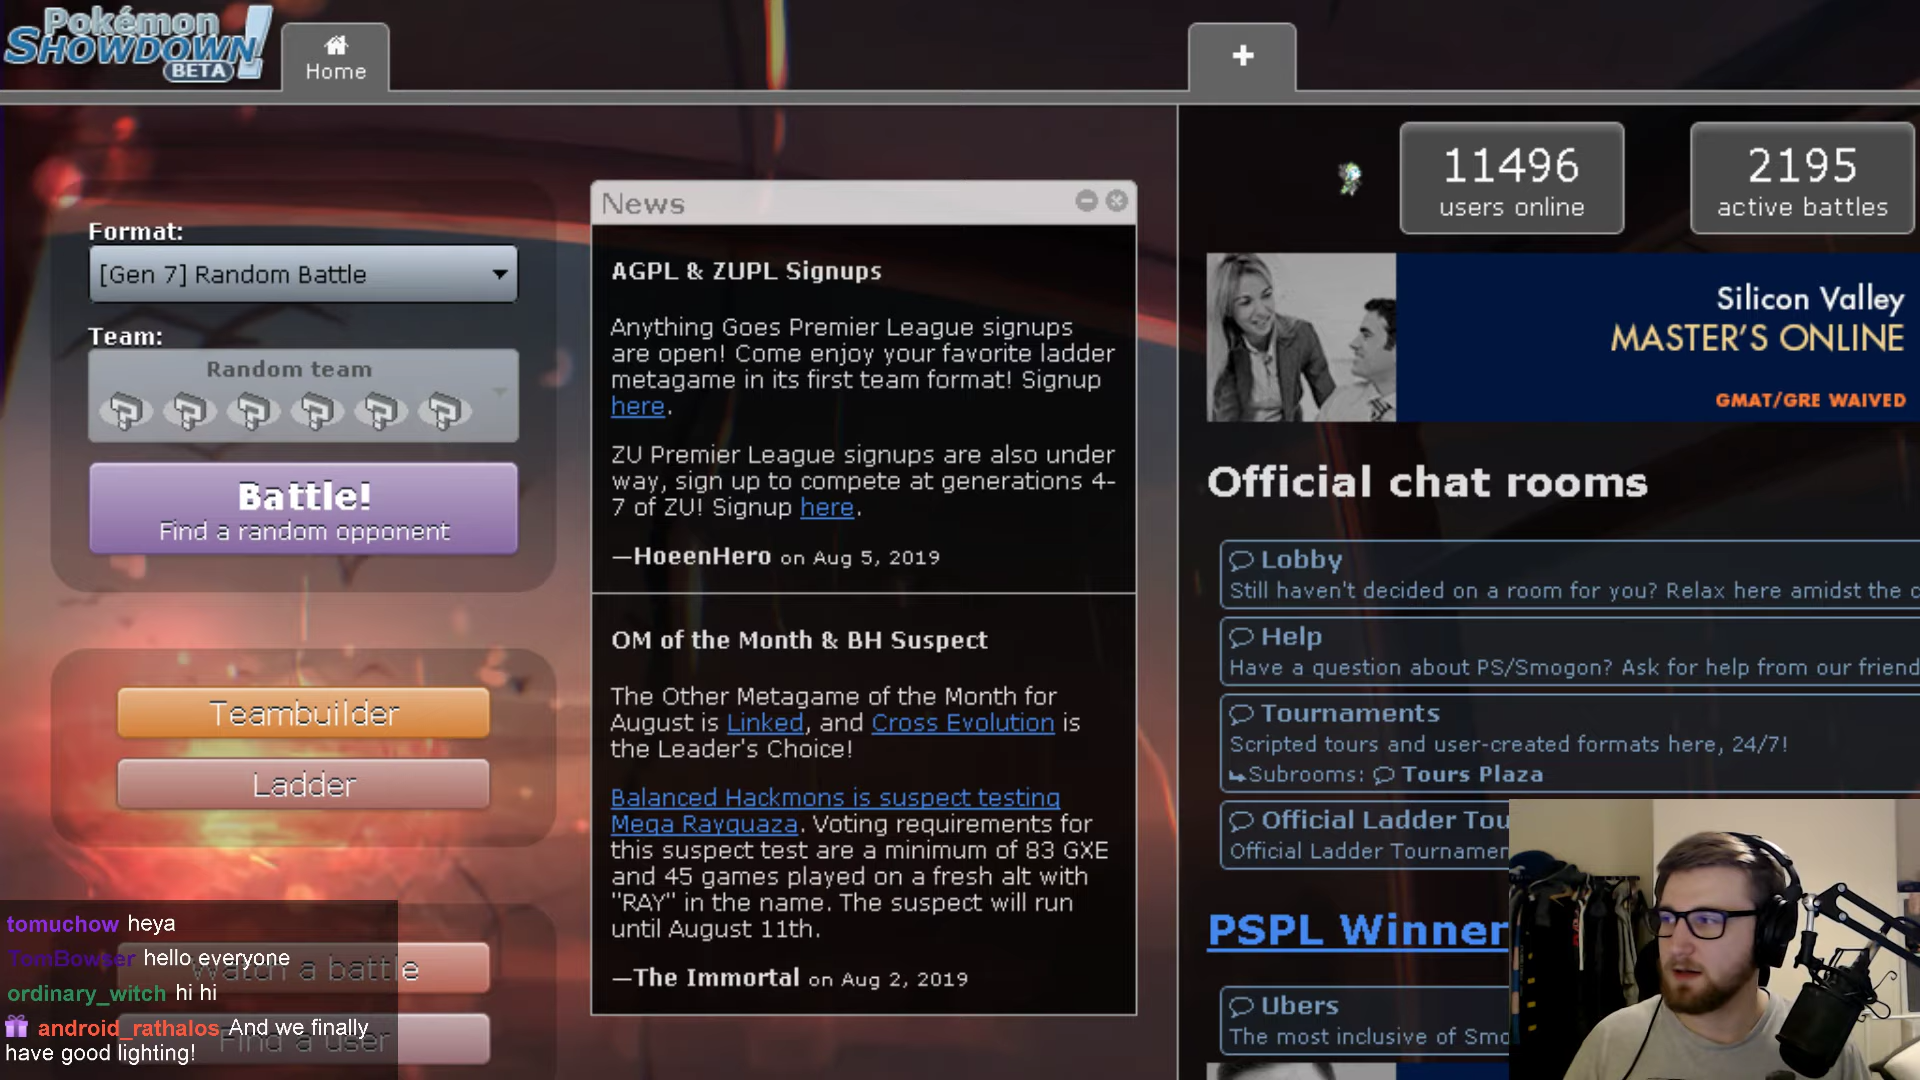 Pokémon
SHOWDOWN!
BETA
Home
+
Format:
[Gen 7] Random Battle
Team:
Random team
Battle!
Find a random opponent
Teambuilder
Ladder
Watch a battle
Find a user
tomuchow heya
TomBowser hello everyone
ordinary_witch hi hi
android_rathalos And we finally
have good lighting!
News
AGPL & ZUPL Signups
Anything Goes Premier League signups
are open! Come enjoy your favorite ladder
metagame in its first team format! Signup
here.
ZU Premier League signups are also under
way, sign up to compete at generations 4-
7 of ZU! Signup here.
—HoeenHero on Aug 5, 2019
OM of the Month & BH Suspect
The Other Metagame of the Month for
August is Linked, and Cross Evolution is
the Leader's Choice!
Balanced Hackmons is suspect testing
Mega Rayquaza. Voting requirements for
this suspect test are a minimum of 83 GXE
and 45 games played on a fresh alt with
"RAY" in the name. The suspect will run
until August 11th.
—The Immortal on Aug 2, 2019
11496
users online
2195
active battles
Silicon Valley
MASTER'S ONLINE
GMAT/GRE WAIVED
Official chat rooms
Lobby
Still haven't decided on a room for you? Relax here amidst the c
Help
Have a question about PS/Smogon? Ask for help from our friend
Tournaments
Scripted tours and user-created formats here, 24/7!
Subrooms: Tours Plaza
Official Ladder Tou
Official Ladder Tournamen
PSPL Winner
Ubers
The most inclusive of Smo